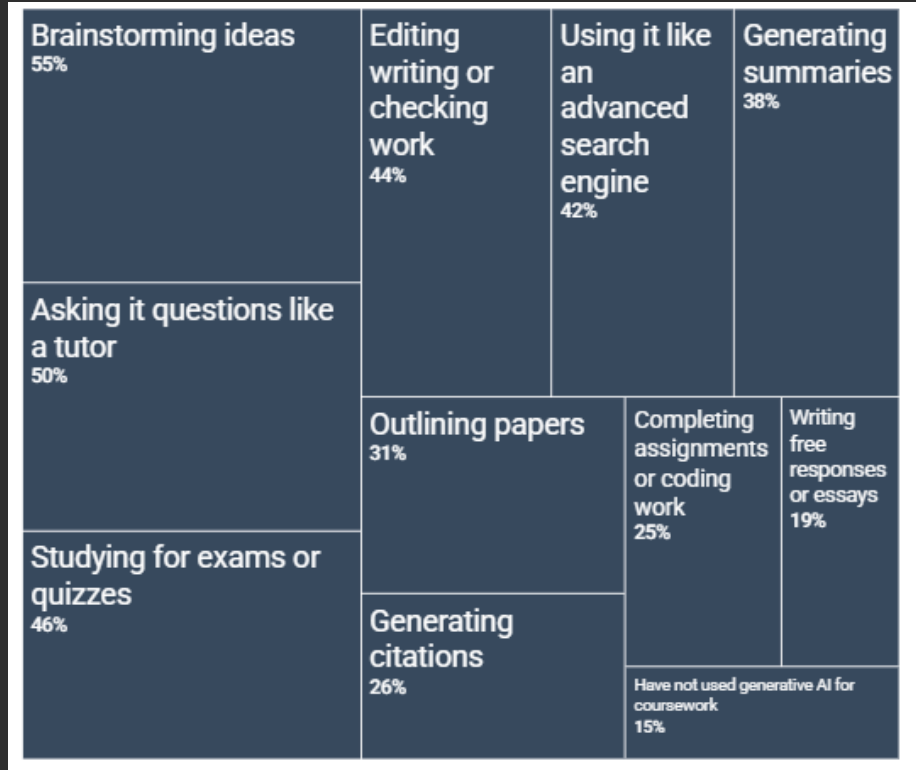 Brainstorming ideas
55%
Asking it questions like
a tutor
50%
Studying for exams or
quizzes
46%
Editing
writing or
checking
work
44%
Using it like
an
advanced
search
engine
42%
Generating
summaries
38%
Outlining papers
31%
Generating
citations
26%
Completing
assignments
or coding
work
25%
Writing
free
responses
or essays
19%
Have not used generative AI for
coursework
15%